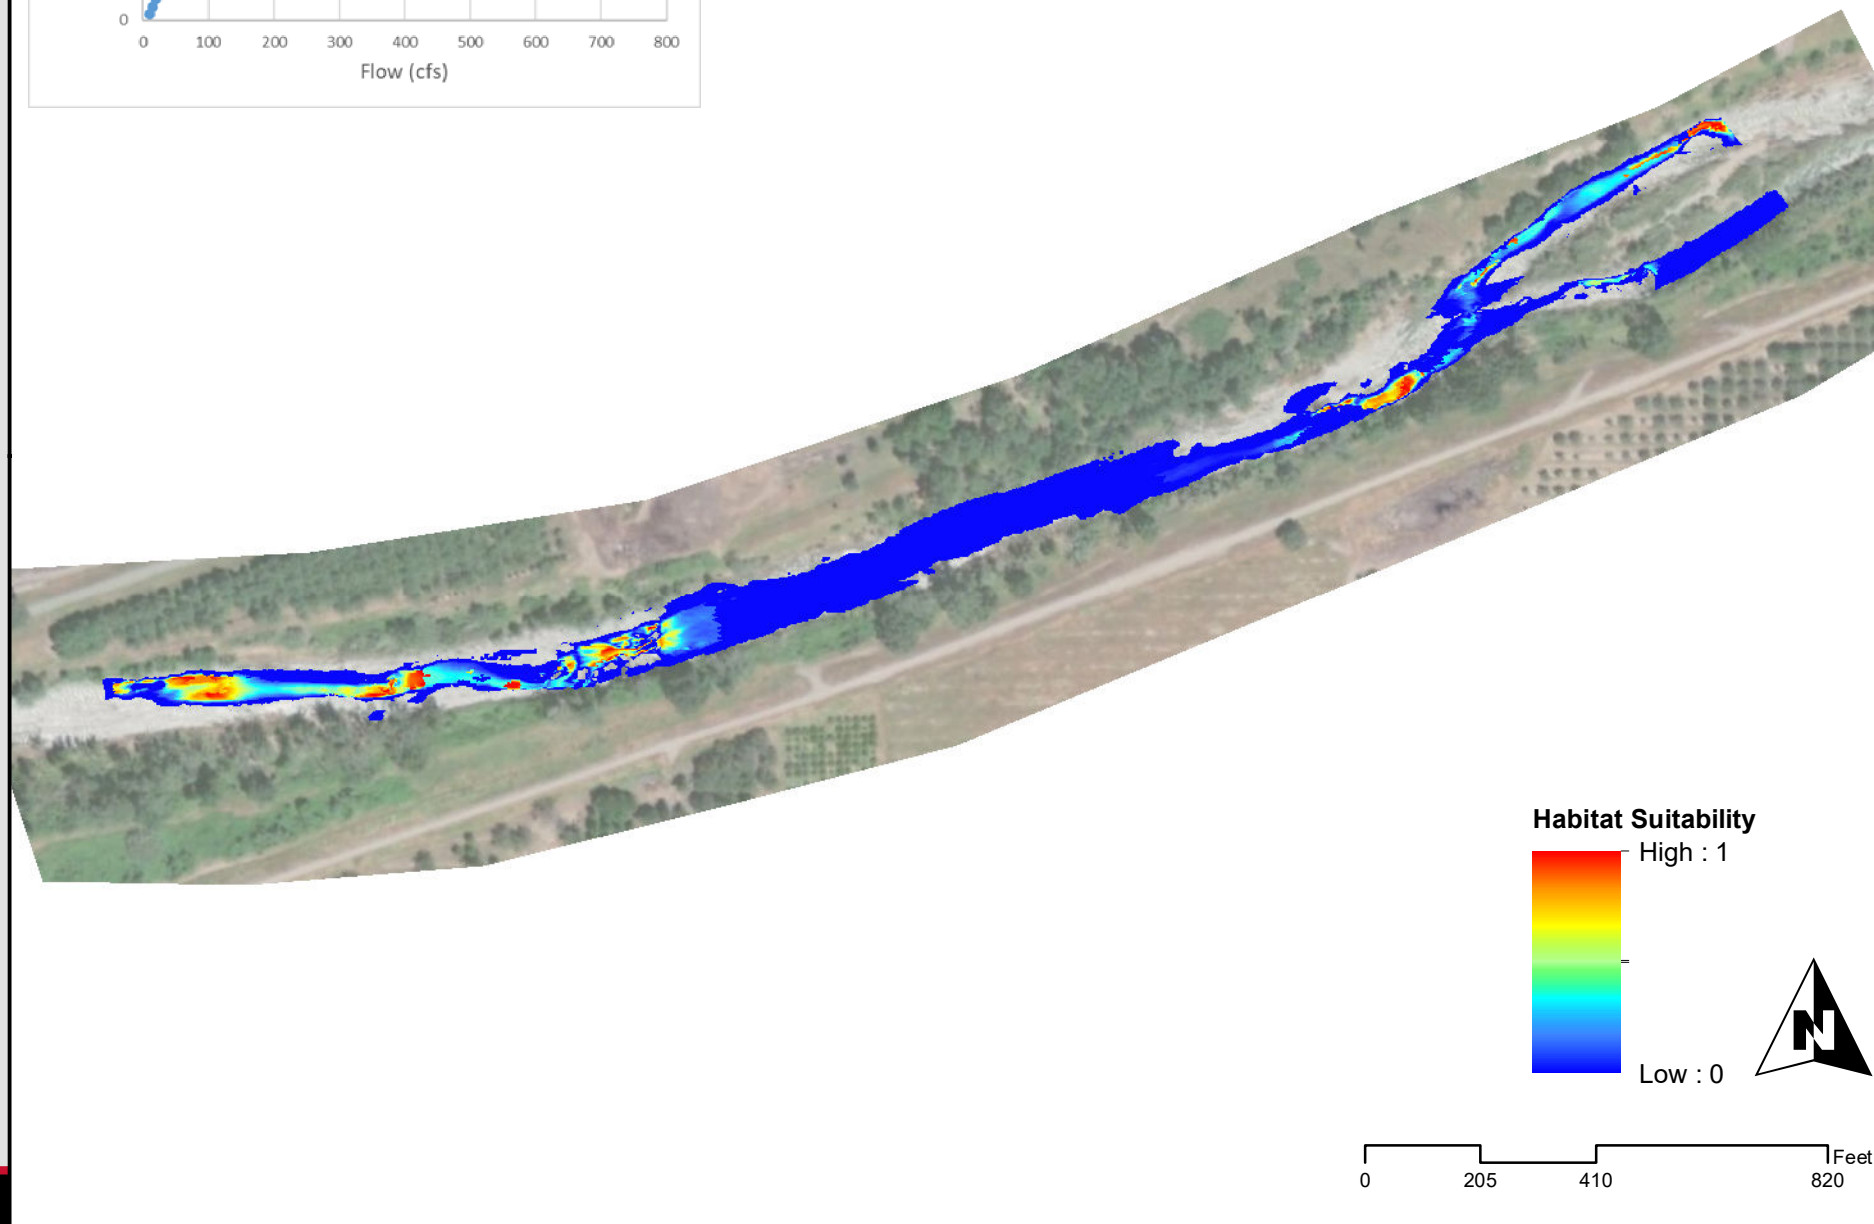 0
0 100 200 300 400 500 600 700 800
Flow (cfs)
Habitat Suitability
High : 1
Low : 0
N
Feet
0 205 410 820